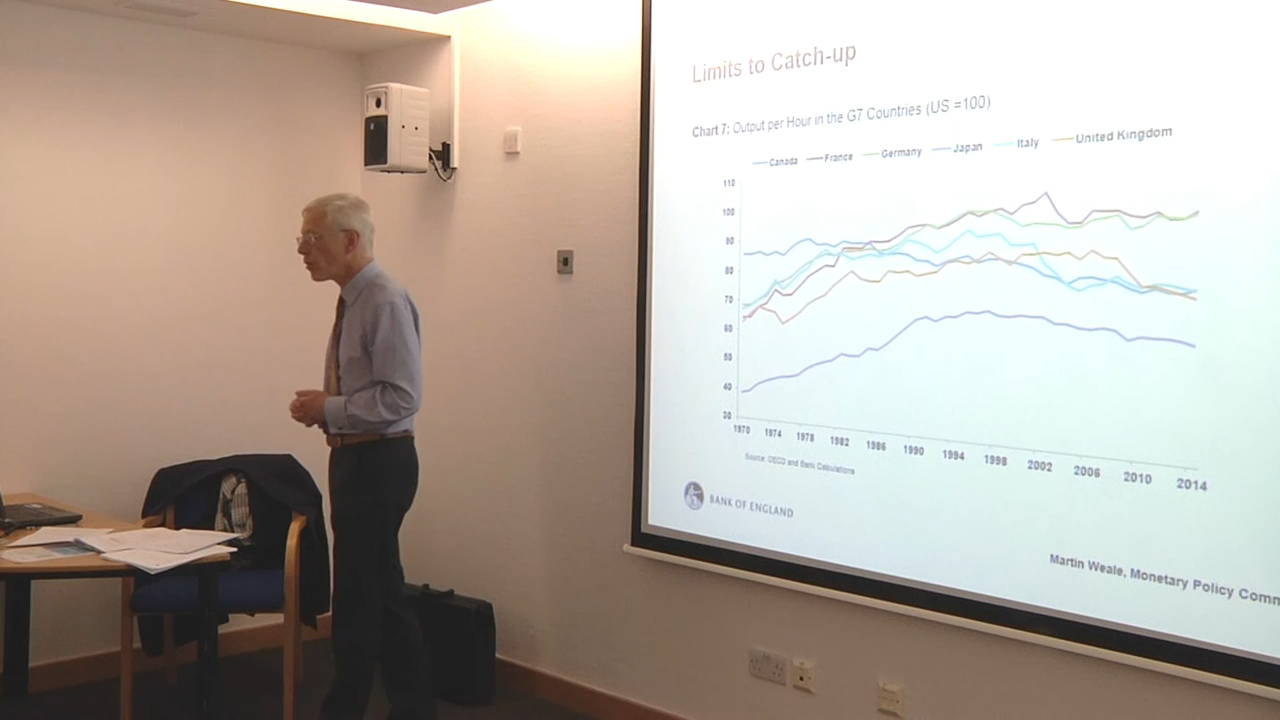 Limits to Catch-up
Chart 7: Output per Hour in the G7 Countries (US =100)
Canada France Germany Japan Italy United Kingdom
110
100
90
80
70
60
50
40
30
1970 1974 1978 1982 1986 1990 1994 1998 2002 2006 2010 2014
Source: OECD and Bank Calculations
BANK OF ENGLAND
Martin Weale, Monetary Policy Comm